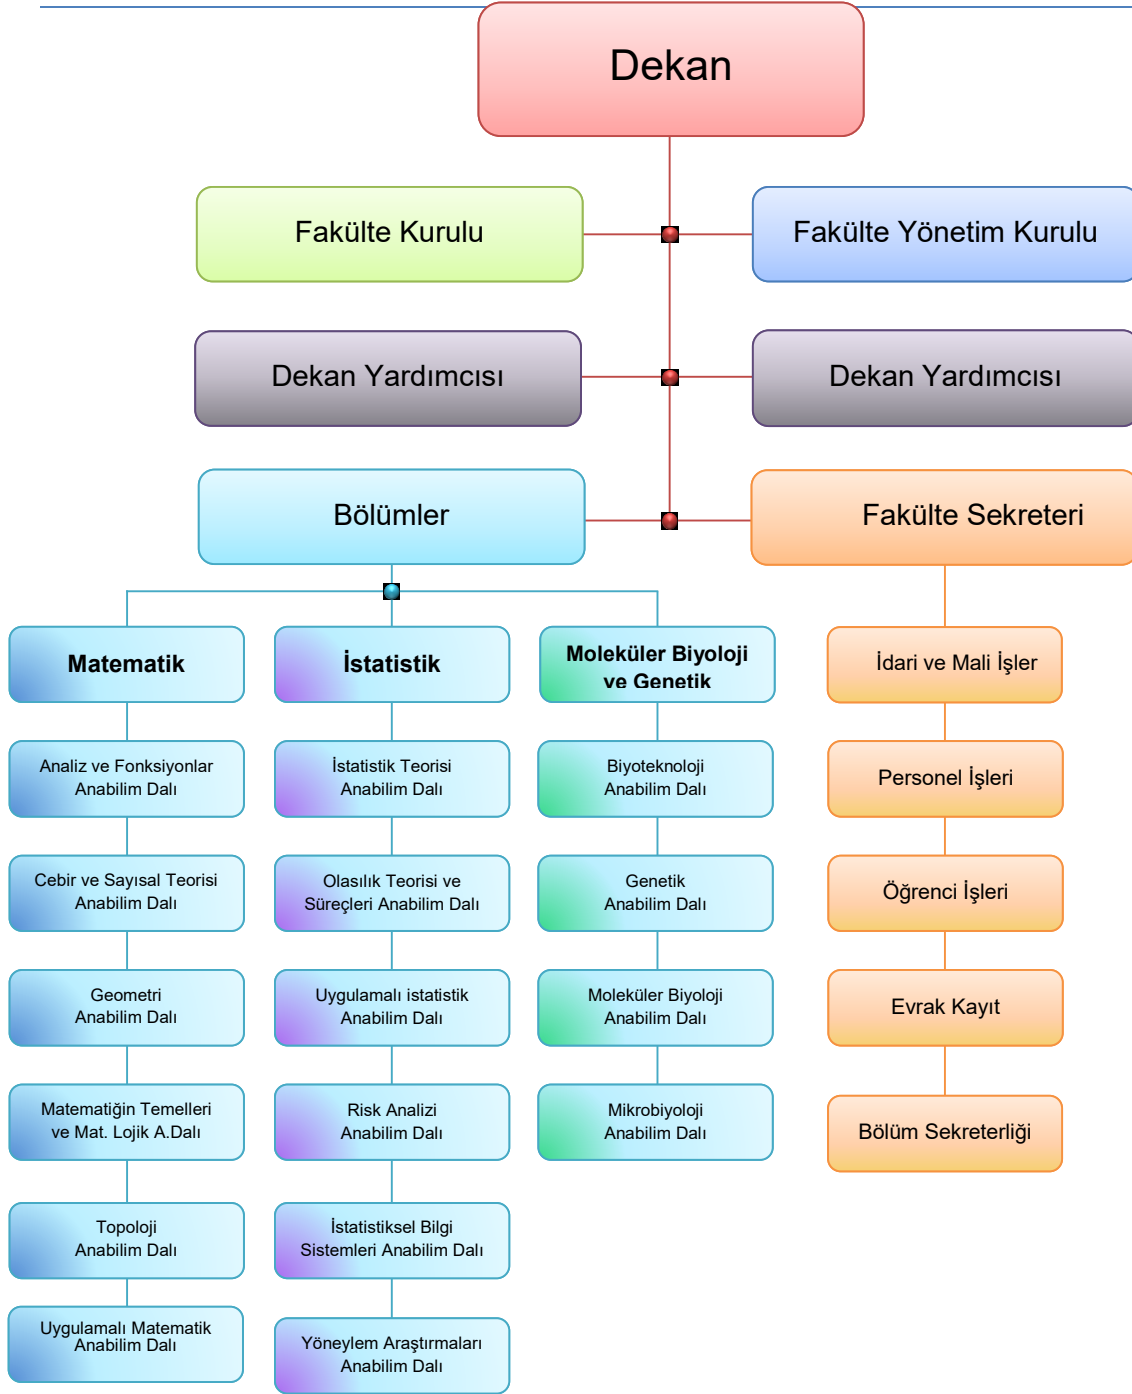 Dekan
Fakülte Kurulu
Fakülte Yönetim Kurulu
Dekan Yardımcısı
Dekan Yardımcısı
Bölümler
Fakülte Sekreteri
Matematik
İstatistik
Moleküler Biyoloji
ve Genetik
İdari ve Mali İşler
Analiz ve Fonksiyonlar
Anabilim Dalı
İstatistik Teorisi
Anabilim Dalı
Biyoteknoloji
Anabilim Dalı
Personel İşleri
Cebir ve Sayısal Teorisi
Anabilim Dalı
Olasılık Teorisi ve
Süreçleri Anabilim Dalı
Genetik
Anabilim Dalı
Öğrenci İşleri
Geometri
Anabilim Dalı
Uygulamalı istatistik
Anabilim Dalı
Moleküler Biyoloji
Anabilim Dalı
Evrak Kayıt
Matematiğin Temelleri
ve Mat. Lojik A.Dalı
Risk Analizi
Anabilim Dalı
Mikrobiyoloji
Anabilim Dalı
Bölüm Sekreterliği
Topoloji
Anabilim Dalı
İstatistiksel Bilgi
Sistemleri Anabilim Dalı
Uygulamalı Matematik
Anabilim Dalı
Yöneylem Araştırmaları
Anabilim Dalı